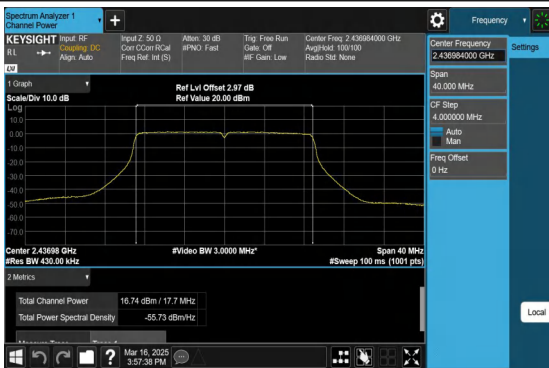 Spectrum Analyzer 1
Channel Power
+
Frequency
KEYSIGHT
RL
LXI
Input: RF
Coupling: DC
Align: Auto
Input Z: 50 Ω
Corr CCorr RCal
Freq Ref: Int (S)
Atten: 30 dB
#PNO: Fast
Trig: Free Run
Gate: Off
#IF Gain: Low
Center Freq: 2.436984000 GHz
Avg|Hold: 100/100
Radio Std: None
Center Frequency
2.436984000 GHz
Settings
Span
40.000 MHz
CF Step
4.000000 MHz
Auto
Man
Freq Offset
0 Hz
1 Graph
Scale/Div 10.0 dB
Ref Lvl Offset 2.97 dB
Ref Value 20.00 dBm
Log
10.0
0.00
-10.0
-20.0
-30.0
-40.0
-50.0
-60.0
-70.0
Center 2.43698 GHz
#Res BW 430.00 kHz
#Video BW 3.0000 MHz*
Span 40 MHz
#Sweep 100 ms (1001 pts)
2 Metrics
Total Channel Power 16.74 dBm / 17.7 MHz
Total Power Spectral Density -55.73 dBm/Hz
Local
?
Mar 16, 2025
3:57:38 PM